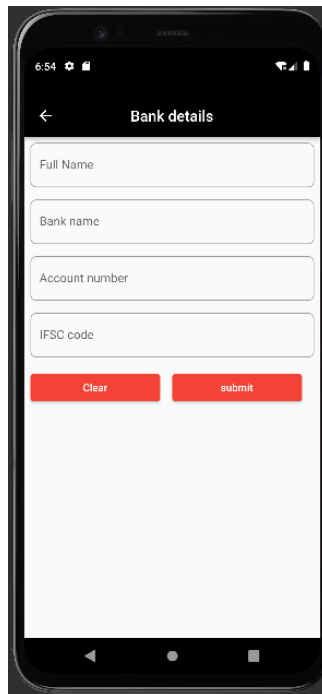 6:54
Bank details
Full Name
Bank name
Account number
IFSC code
Clear submit